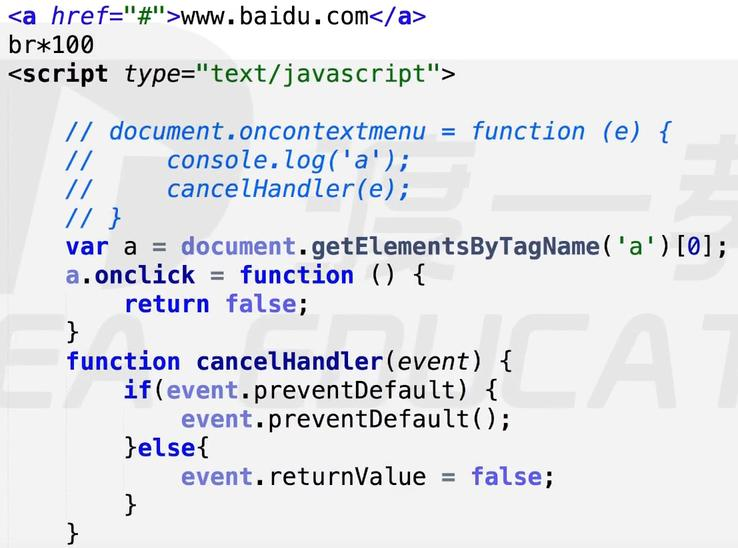 <a href="#">www.baidu.com</a>
br*100
<script type="text/javascript">
// document.oncontextmenu = function (e) {
//     console.log('a');
//     cancelHandler(e);
// }
var a = document.getElementsByTagName('a')[0];
a.onclick = function () {
return false;
}
function cancelHandler(event) {
if(event.preventDefault) {
event.preventDefault();
}else{
event.returnValue = false;
}
}